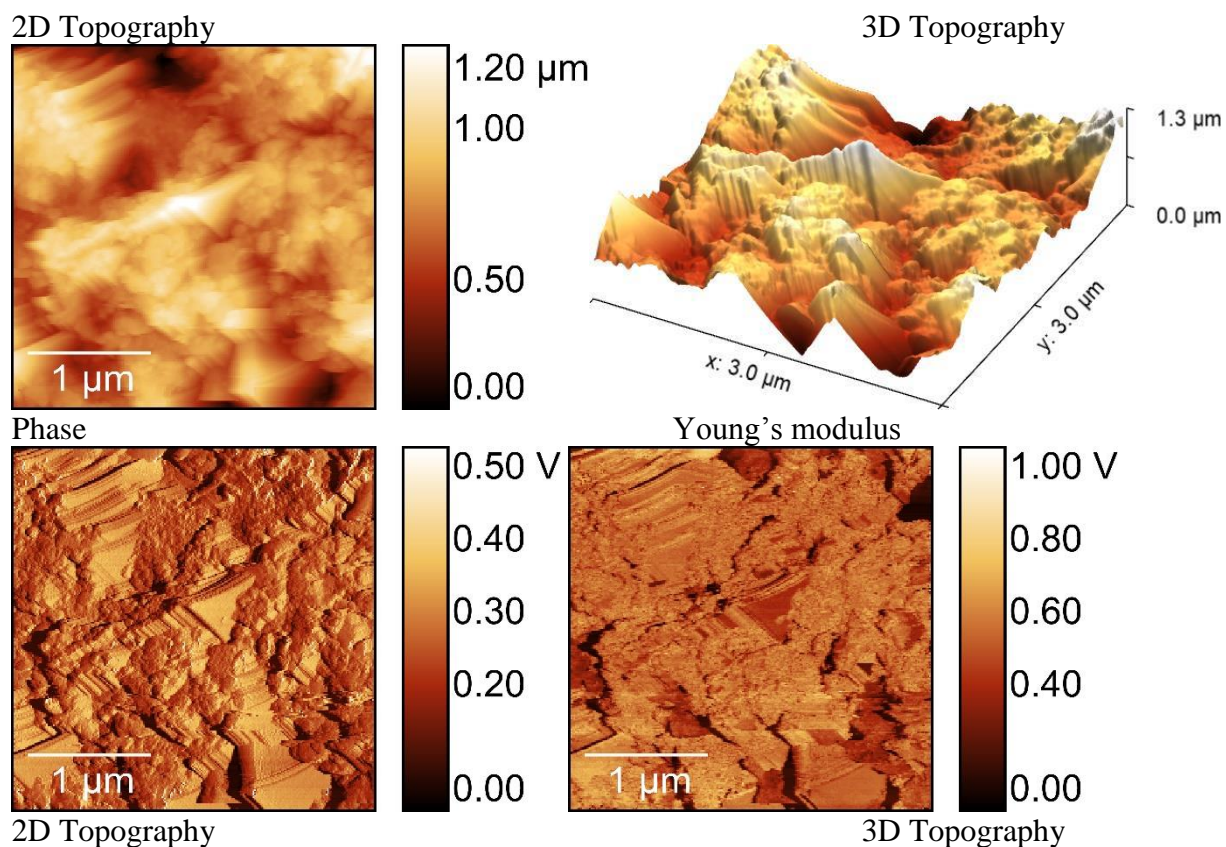 2D Topography
3D Topography
1.20 µm
1.00
0.50
0.00
1 µm
1.3 µm
0.0 µm
x: 3.0 µm
y: 3.0 µm
Phase
Young’s modulus
0.50 V
0.40
0.30
0.20
0.00
1 µm
1.00 V
0.80
0.60
0.40
0.00
1 µm
2D Topography
3D Topography